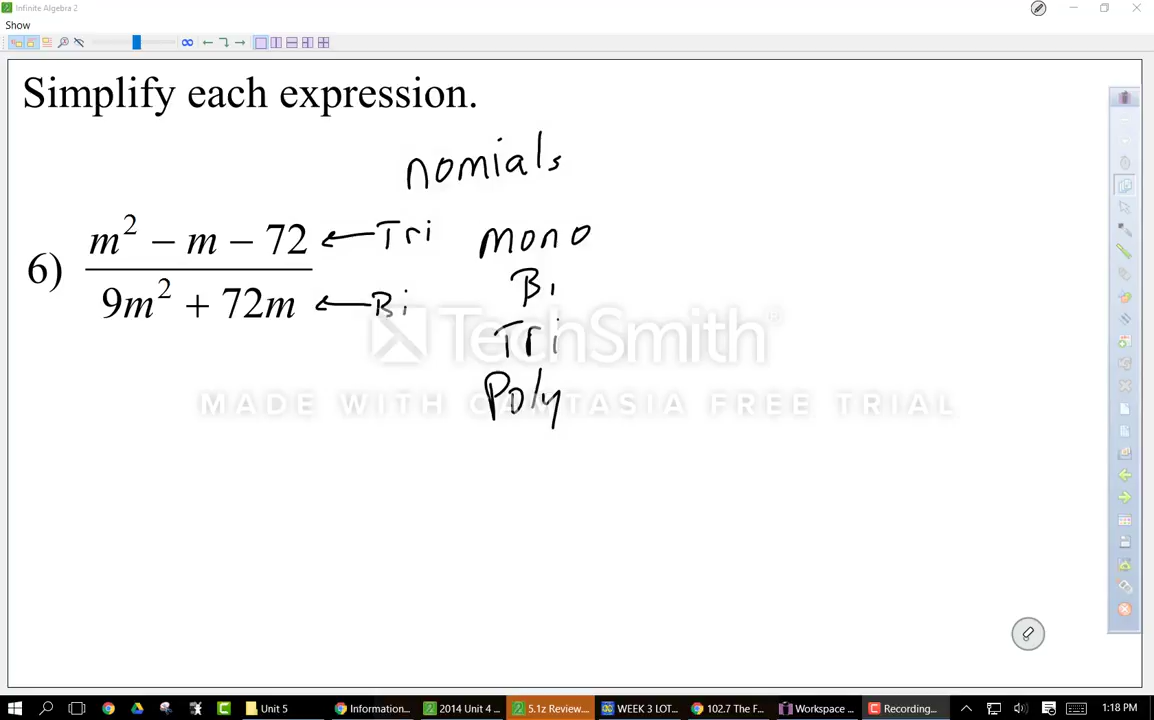 Infinite Algebra 2
Show
Simplify each expression.
nomials
6) m² − m − 72 ← Tri mono
9m² + 72m ← Bi Bi
Tri
Poly
TechSmith®
MADE WITH CAMTASIA FREE TRIAL
Unit 5 Information... 2014 Unit 4 ... 5.1z Review... WEEK 3 LOT... 102.7 The F... Workspace ... Recording... 1:18 PM